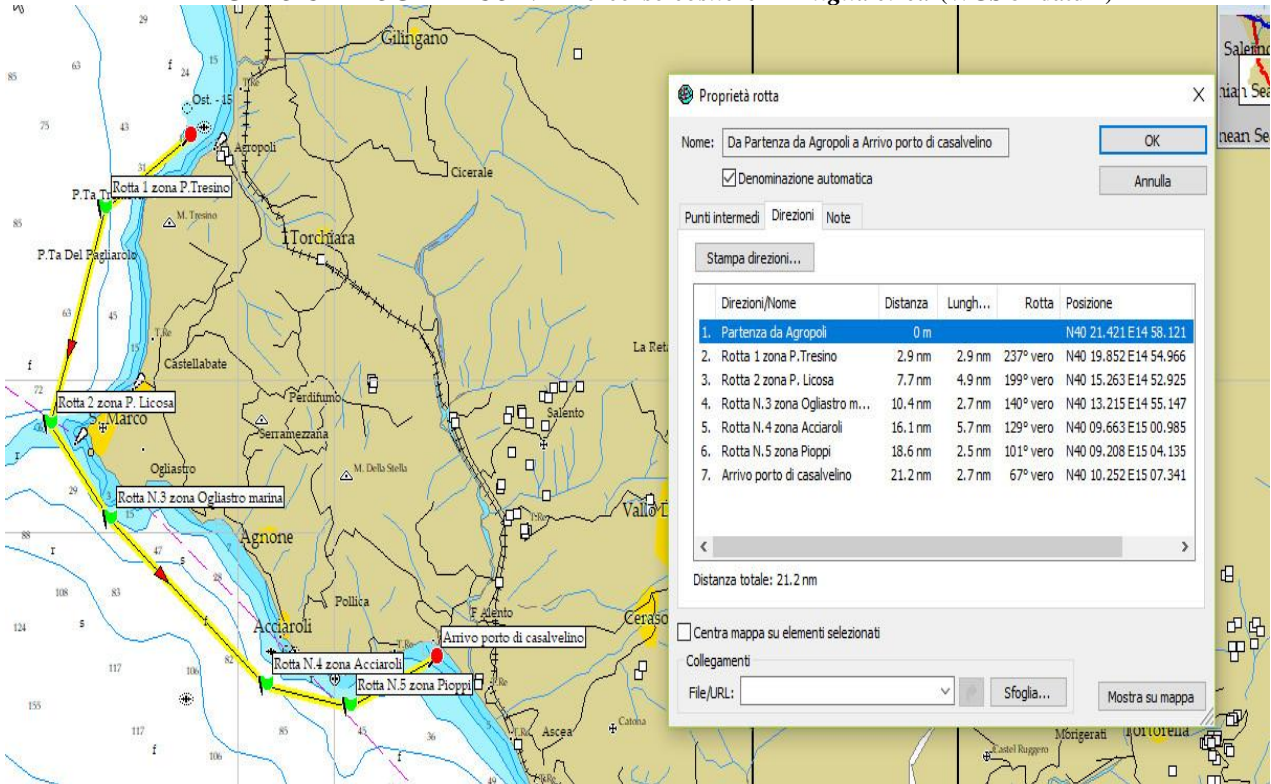 Gilingano
Salerno
Ost. - 15
Agropoli
Cicerale
Rotta 1 zona P.Tresino
M. Tresino
Torchiara
P.Ta Del Pagliarolo
T.Re
Castellabate
La Ret
Rotta 2 zona P. Licosa
S. Marco
Perdifumo
Serramezzana
Salento
Ogliastro
M. Della Stella
Rotta N.3 zona Ogliastro marina
Agnone
Vallo
Pollica
F Alento
Ceraso
Acciaroli
Arrivo porto di casalvelino
Rotta N.4 zona Acciaroli
Rotta N.5 zona Pioppi
Ascea
Catona
Castel Ruggero
Morigerati
Tortorella
Proprietà rotta
Nome: Da Partenza da Agropoli a Arrivo porto di casalvelino
OK
Denominazione automatica
Annulla
Punti intermedi Direzioni Note
Stampa direzioni...
Direzioni/Nome Distanza Lungh... Rotta Posizione
1. Partenza da Agropoli 0 m N40 21.421 E14 58.121
2. Rotta 1 zona P.Tresino 2.9 nm 2.9 nm 237° vero N40 19.852 E14 54.966
3. Rotta 2 zona P. Licosa 7.7 nm 4.9 nm 199° vero N40 15.263 E14 52.925
4. Rotta N.3 zona Ogliastro m... 10.4 nm 2.7 nm 140° vero N40 13.215 E14 55.147
5. Rotta N.4 zona Acciaroli 16.1 nm 5.7 nm 129° vero N40 09.663 E15 00.985
6. Rotta N.5 zona Pioppi 18.6 nm 2.5 nm 101° vero N40 09.208 E15 04.135
7. Arrivo porto di casalvelino 21.2 nm 2.7 nm 67° vero N40 10.252 E15 07.341
Distanza totale: 21.2 nm
Centra mappa su elementi selezionati
Collegamenti
File/URL:
Sfoglia...
Mostra su mappa